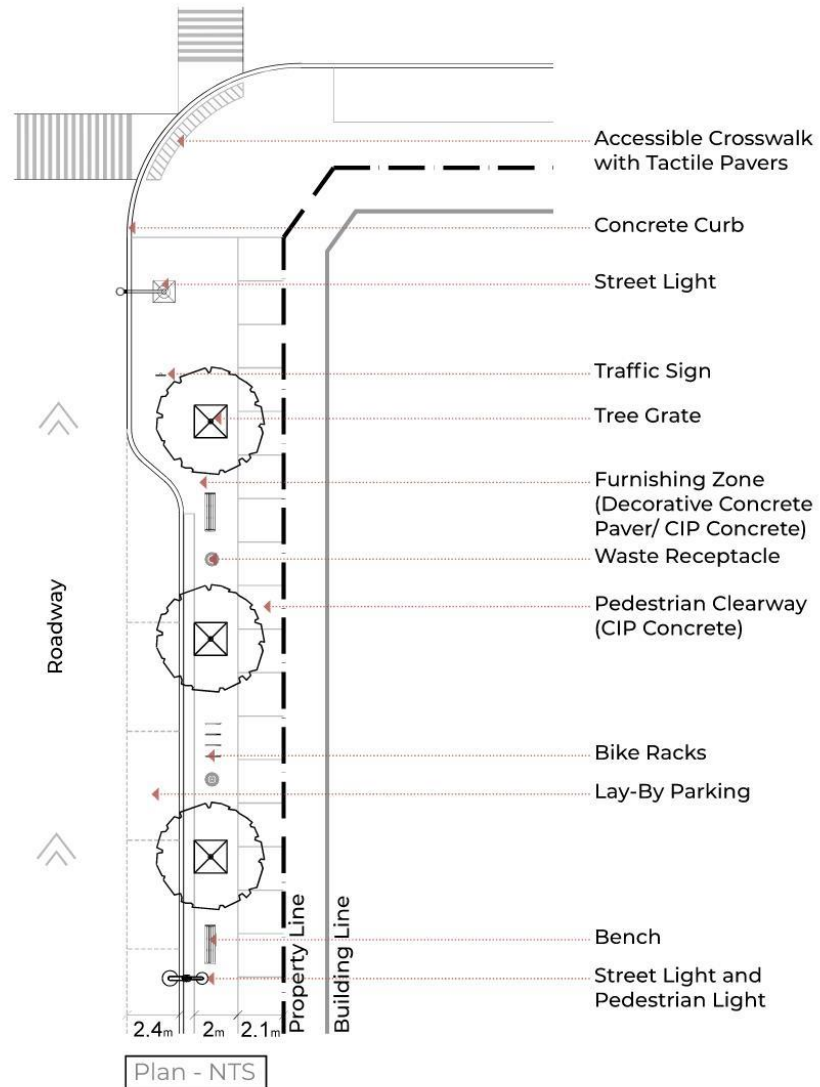 Accessible Crosswalk
with Tactile Pavers
Concrete Curb
Street Light
Traffic Sign
Tree Grate
Furnishing Zone
(Decorative Concrete
Paver/ CIP Concrete)
Waste Receptacle
Pedestrian Clearway
(CIP Concrete)
Roadway
Bike Racks
Lay-By Parking
Bench
Street Light and
Pedestrian Light
Property Line
Building Line
2.4m
2m
2.1m
Plan - NTS